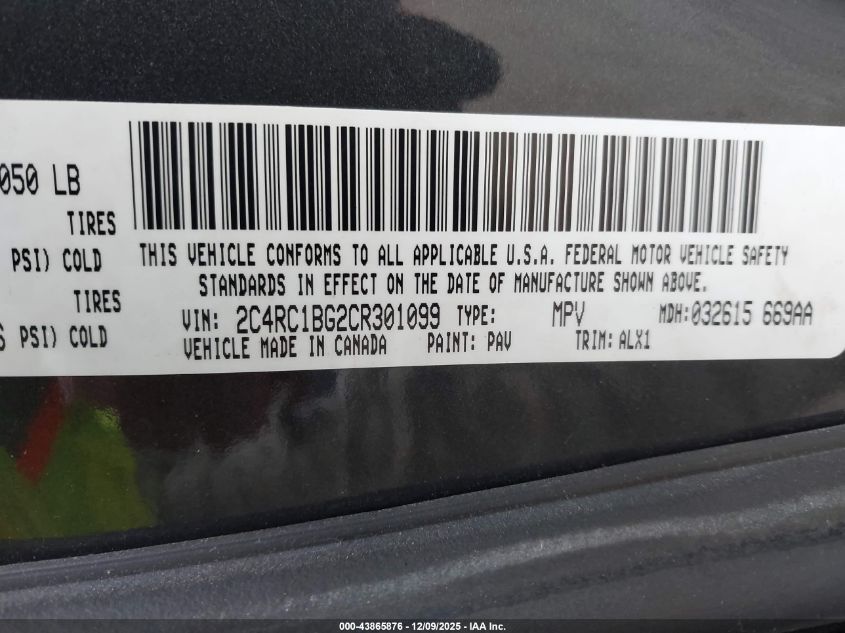 050 LB
TIRES
PSI) COLD
TIRES
PSI) COLD
THIS VEHICLE CONFORMS TO ALL APPLICABLE U.S.A. FEDERAL MOTOR VEHICLE SAFETY
STANDARDS IN EFFECT ON THE DATE OF MANUFACTURE SHOWN ABOVE.
VIN: 2C4RC1BG2CR301099 TYPE: MPV MDH:032615 669AA
VEHICLE MADE IN CANADA PAINT: PAV TRIM: ALX1
000-43865876 | 12/09/2025 - IAA Inc.